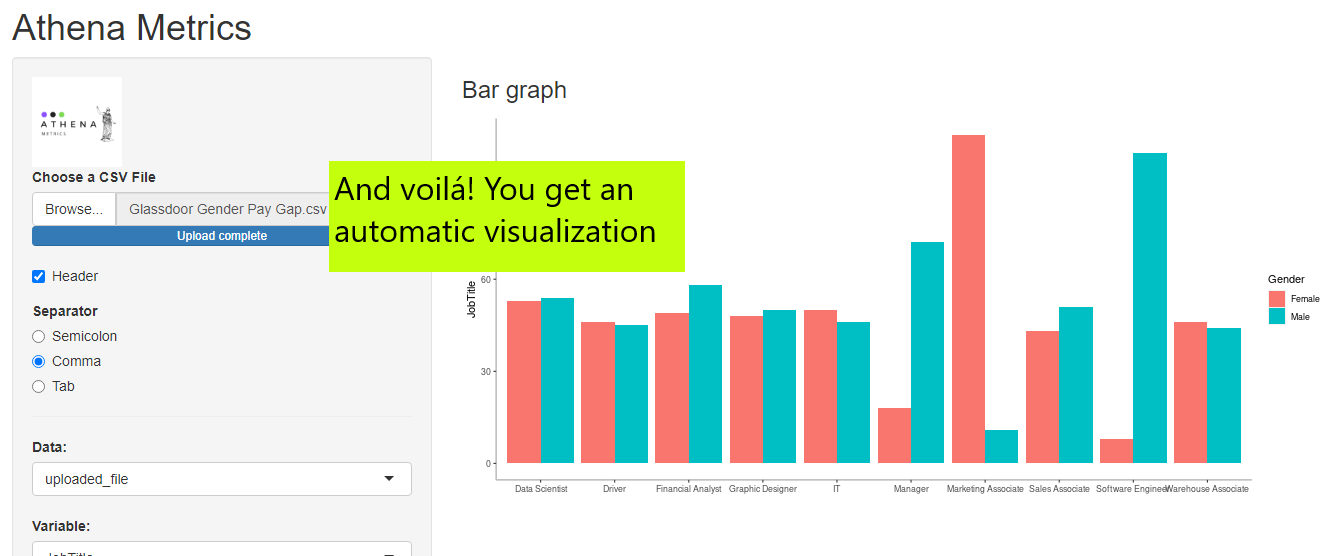 Athena Metrics
ATHENA
METRICS
Choose a CSV File
Browse...
Glassdoor Gender Pay Gap.csv
Upload complete
Header
Separator
Semicolon
Comma
Tab
Data:
uploaded_file
Variable:
JobTitle
And voilá! You get an
automatic visualization
Bar graph
JobTitle
60
30
0
Data Scientist
Driver
Financial Analyst
Graphic Designer
IT
Manager
Marketing Associate
Sales Associate
Software Engineer
Warehouse Associate
Gender
Female
Male